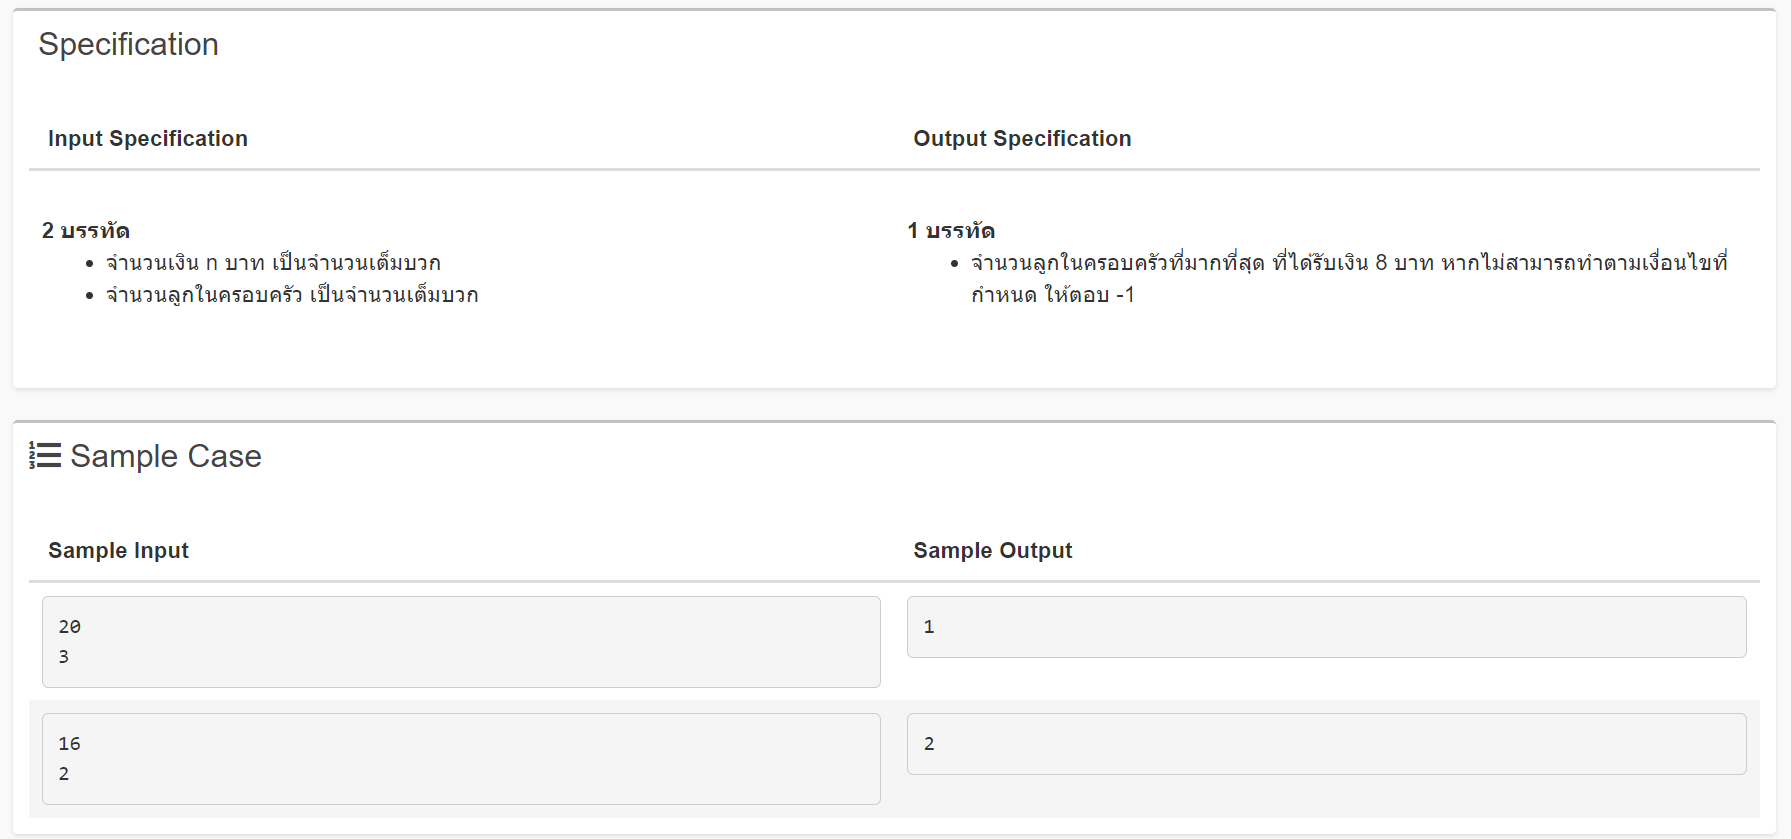 Specification
Input Specification
Output Specification
2 บรรทัด
จำนวนเงิน n บาท เป็นจำนวนเต็มบวก
จำนวนลูกในครอบครัว เป็นจำนวนเต็มบวก
1 บรรทัด
จำนวนลูกในครอบครัวที่มากที่สุด ที่ได้รับเงิน 8 บาท หากไม่สามารถทำตามเงื่อนไขที่
กำหนด ให้ตอบ -1
Sample Case
Sample Input
Sample Output
20
3
1
16
2
2